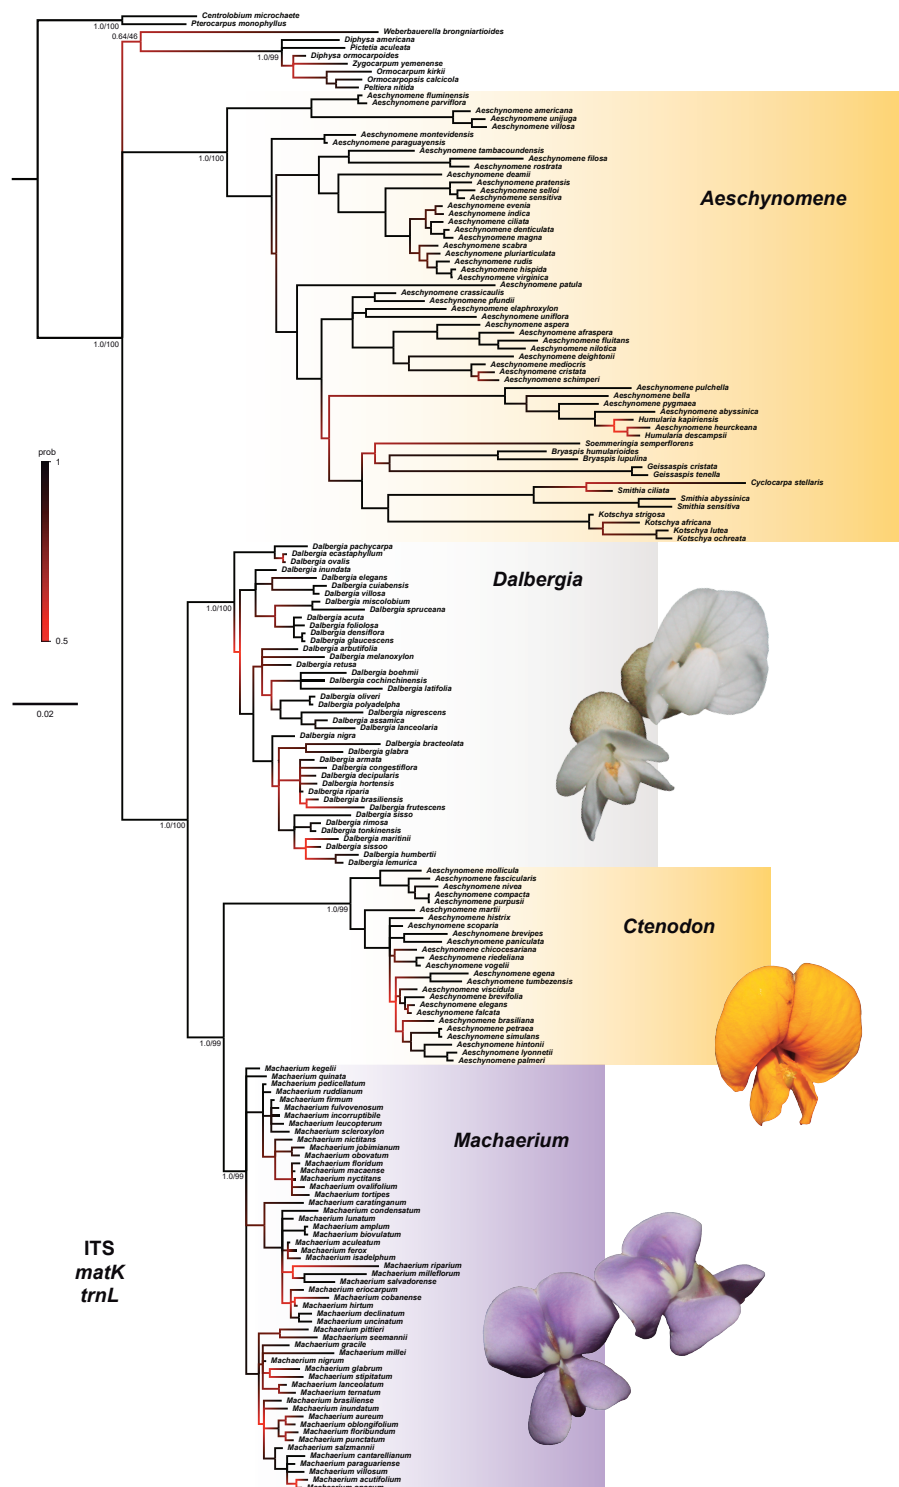 Centrolobium microchaete
Pterocarpus monophyllus
1.0/100
Weberbauerella brongniartioides
0.64/46
Diphysa americana
Pictetia aculeata
1.0/99
Diphysa ormocarpoides
Zygocarpum yemenense
Ormocarpum kirkii
Ormocarpopsis calcicola
Peltiera nitida
Aeschynomene fluminensis
Aeschynomene parviflora
Aeschynomene americana
Aeschynomene unijuga
Aeschynomene villosa
Aeschynomene montevidensis
1.0/100
Aeschynomene paraguayensis
Aeschynomene tambacoundensis
Aeschynomene filosa
Aeschynomene rostrata
Aeschynomene deamii
Aeschynomene pratensis
Aeschynomene selloi
Aeschynomene sensitiva
Aeschynomene
Aeschynomene evenia
Aeschynomene indica
Aeschynomene ciliata
Aeschynomene denticulata
Aeschynomene magna
Aeschynomene scabra
Aeschynomene pluriarticulata
Aeschynomene rudis
Aeschynomene hispida
Aeschynomene virginica
Aeschynomene patula
Aeschynomene crassicaulis
Aeschynomene pfundii
Aeschynomene elaphroxylon
Aeschynomene uniflora
Aeschynomene aspera
Aeschynomene afraspera
Aeschynomene fluitans
1.0/100
Aeschynomene nilotica
Aeschynomene deightonii
Aeschynomene mediocris
Aeschynomene cristata
Aeschynomene schimperi
Aeschynomene pulchella
Aeschynomene bella
Aeschynomene pygmaea
Aeschynomene abyssinica
Humularia kapiriensis
Aeschynomene heurckeana
Humularia descampsii
Soemmeringia semperflorens
Bryaspis humularioides
prob
Bryaspis lupulina
1
Geissaspis cristata
Geissaspis tenella
Cyclocarpa stellaris
Smithia ciliata
Smithia abyssinica
Smithia sensitiva
Kotschya strigosa
Kotschya africana
Kotschya lutea
Kotschya ochreata
Dalbergia pachycarpa
Dalbergia ecastaphyllum
Dalbergia ovalis
Dalbergia inundata
Dalbergia
Dalbergia elegans
Dalbergia cuiabensis
Dalbergia villosa
Dalbergia miscolobium
1.0/100
Dalbergia spruceana
Dalbergia acuta
Dalbergia foliolosa
Dalbergia densiflora
Dalbergia glaucescens
0.5
Dalbergia arbutifolia
Dalbergia melanoxylon
Dalbergia retusa
Dalbergia boehmii
Dalbergia cochinchinensis
Dalbergia latifolia
Dalbergia oliveri
Dalbergia polyadelpha
0.02
Dalbergia nigrescens
Dalbergia assamica
Dalbergia lanceolaria
Dalbergia nigra
Dalbergia bracteolata
Dalbergia glabra
Dalbergia armata
Dalbergia congestiflora
Dalbergia decipularis
Dalbergia hortensis
Dalbergia riparia
Dalbergia brasiliensis
Dalbergia frutescens
Dalbergia sisso
Dalbergia rimosa
1.0/100
Dalbergia tonkinensis
Dalbergia maritinii
Dalbergia sissoo
Dalbergia humbertii
Dalbergia lemurica
Aeschynomene mollicula
Aeschynomene fascicularis
Aeschynomene nivea
Aeschynomene compacta
Aeschynomene purpusii
1.0/99
Aeschynomene martii
Aeschynomene histrix
Aeschynomene scoparia
Ctenodon
Aeschynomene brevipes
Aeschynomene paniculata
Aeschynomene chicocesariana
Aeschynomene riedeliana
Aeschynomene vogelii
Aeschynomene egena
Aeschynomene tumbezensis
Aeschynomene viscidula
Aeschynomene brevifolia
Aeschynomene elegans
Aeschynomene falcata
Aeschynomene brasiliana
Aeschynomene petraea
Aeschynomene simulans
1.0/99
Aeschynomene hintonii
Aeschynomene lyonnetii
Aeschynomene palmeri
Machaerium kegelii
Machaerium quinata
Machaerium pedicellatum
Machaerium ruddianum
Machaerium firmum
Machaerium fulvovenosum
Machaerium incorruptibile
Machaerium leucopterum
Machaerium scleroxylon
Machaerium nictitans
Machaerium
Machaerium jobimianum
Machaerium obovatum
Machaerium floridum
Machaerium macaense
1.0/99
Machaerium nyctitans
Machaerium ovalifolium
Machaerium tortipes
Machaerium caratinganum
Machaerium condensatum
Machaerium lunatum
Machaerium amplum
Machaerium biovulatum
Machaerium aculeatum
ITS
Machaerium ferox
Machaerium isadelphum
Machaerium riparium
matK
Machaerium milleflorum
Machaerium salvadorense
Machaerium eriocarpum
trnL
Machaerium cobanense
Machaerium hirtum
Machaerium declinatum
Machaerium uncinatum
Machaerium pittieri
Machaerium seemannii
Machaerium gracile
Machaerium millei
Machaerium nigrum
Machaerium glabrum
Machaerium stipitatum
Machaerium lanceolatum
Machaerium ternatum
Machaerium brasiliense
Machaerium inundatum
Machaerium aureum
Machaerium oblongifolium
Machaerium floribundum
Machaerium punctatum
Machaerium salzmannii
Machaerium cantarellianum
Machaerium paraguariense
Machaerium villosum
Machaerium acutifolium